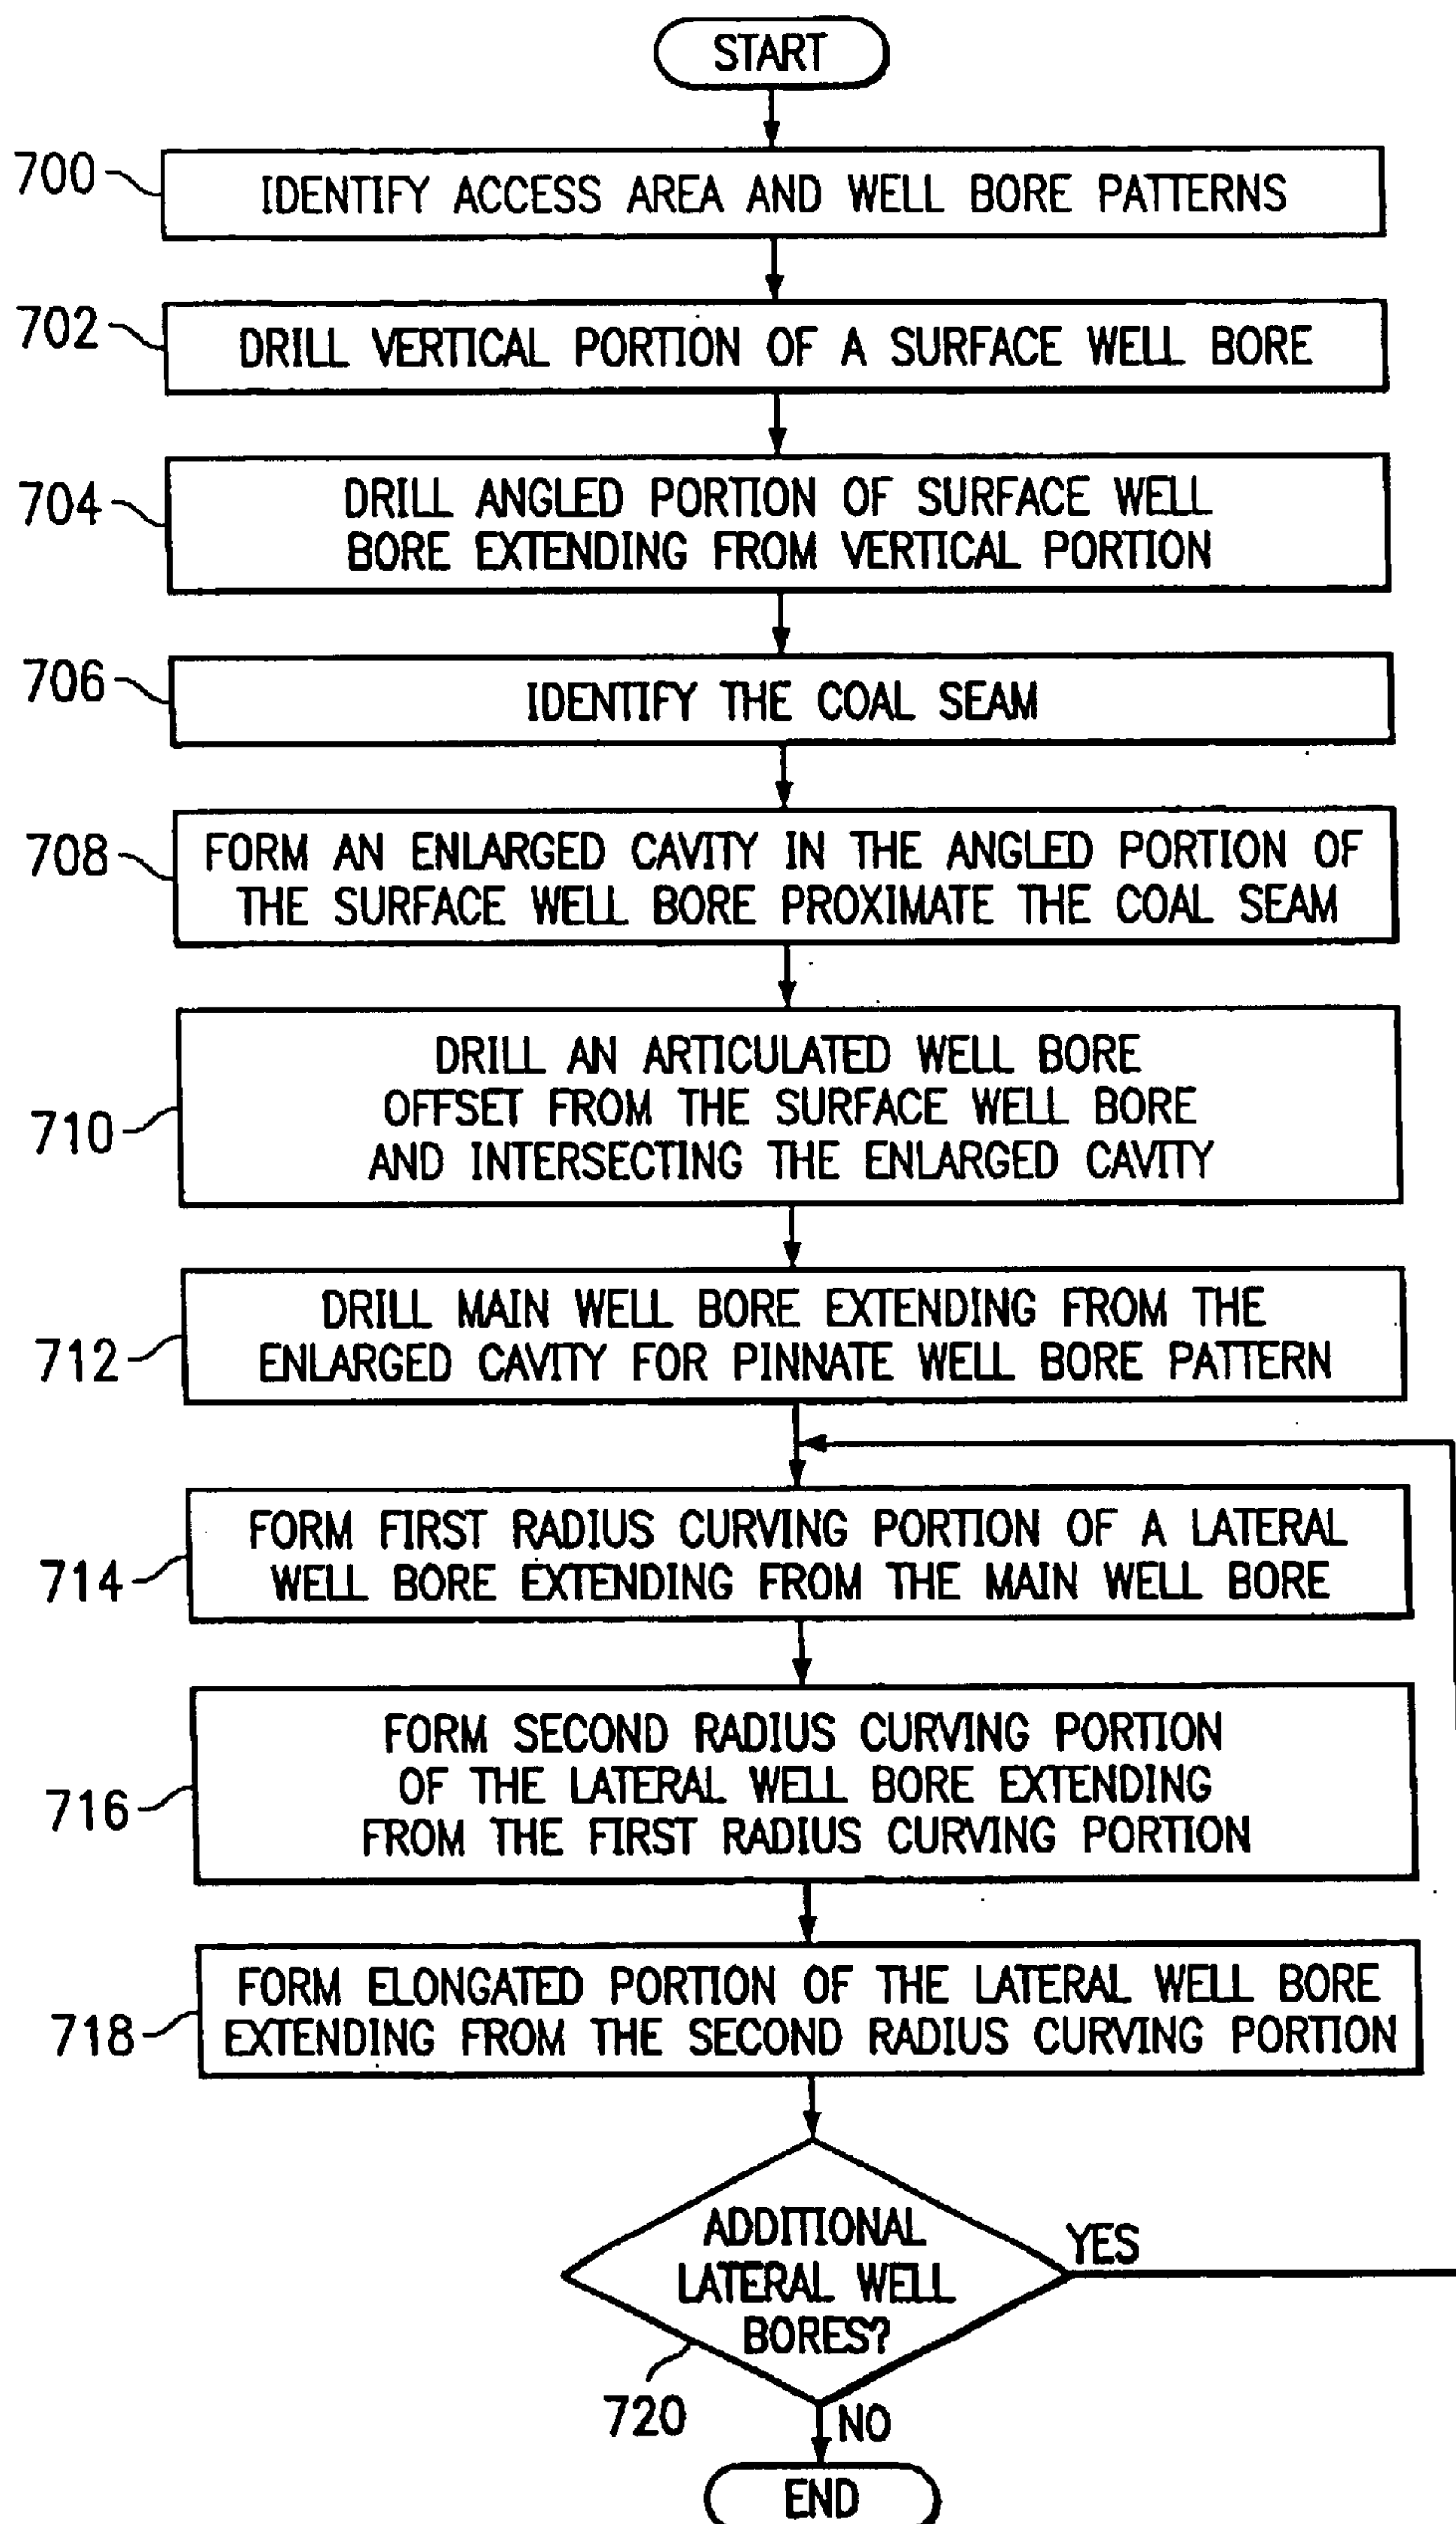 START
700
IDENTIFY ACCESS AREA AND WELL BORE PATTERNS
702
DRILL VERTICAL PORTION OF A SURFACE WELL BORE
704
DRILL ANGLED PORTION OF SURFACE WELL
BORE EXTENDING FROM VERTICAL PORTION
706
IDENTIFY THE COAL SEAM
708
FORM AN ENLARGED CAVITY IN THE ANGLED PORTION OF
THE SURFACE WELL BORE PROXIMATE THE COAL SEAM
710
DRILL AN ARTICULATED WELL BORE
OFFSET FROM THE SURFACE WELL BORE
AND INTERSECTING THE ENLARGED CAVITY
712
DRILL MAIN WELL BORE EXTENDING FROM THE
ENLARGED CAVITY FOR PINNATE WELL BORE PATTERN
714
FORM FIRST RADIUS CURVING PORTION OF A LATERAL
WELL BORE EXTENDING FROM THE MAIN WELL BORE
716
FORM SECOND RADIUS CURVING PORTION
OF THE LATERAL WELL BORE EXTENDING
FROM THE FIRST RADIUS CURVING PORTION
718
FORM ELONGATED PORTION OF THE LATERAL WELL BORE
EXTENDING FROM THE SECOND RADIUS CURVING PORTION
ADDITIONAL
LATERAL WELL
BORES?
YES
720
NO
END